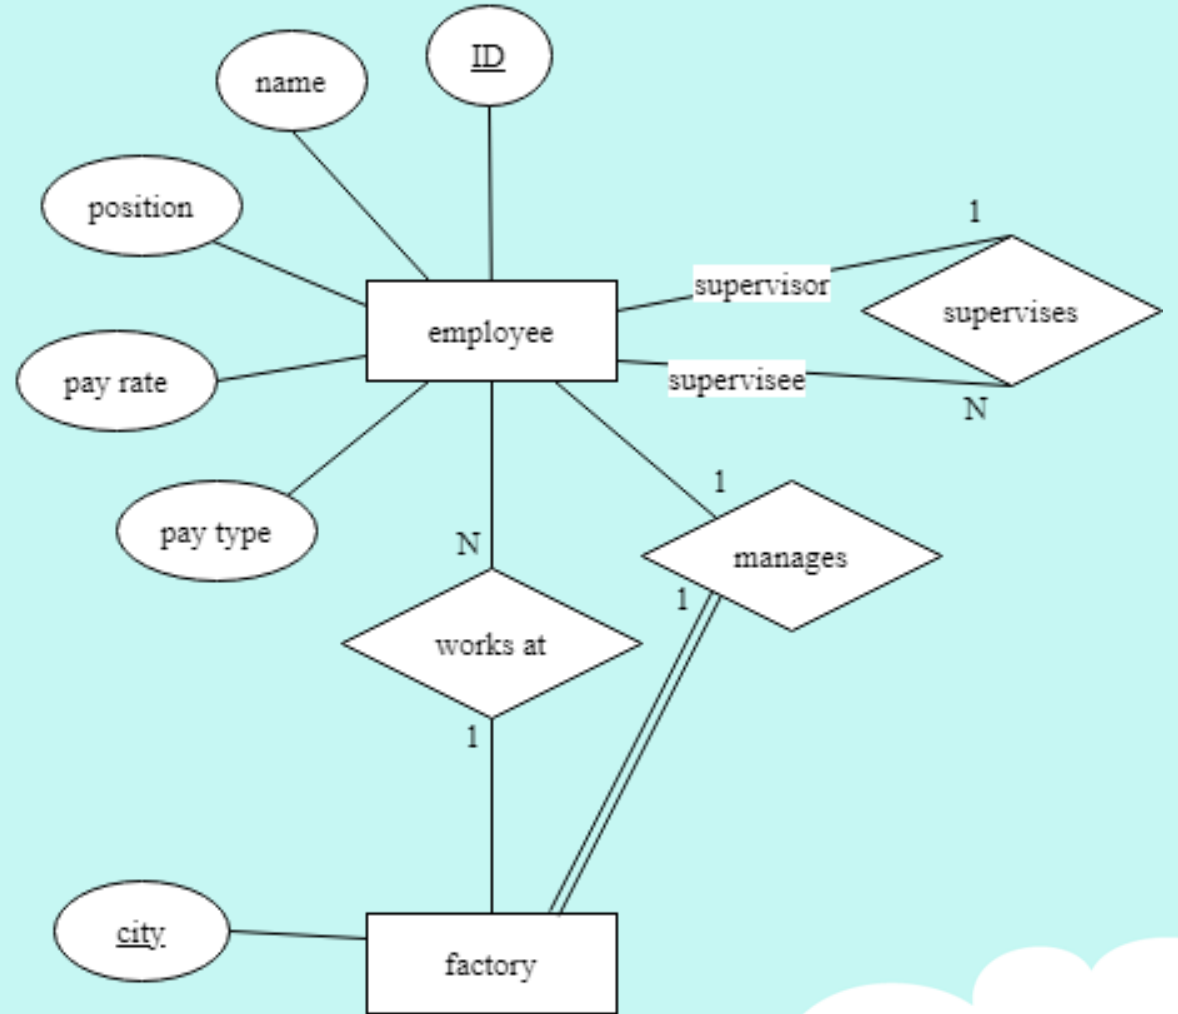 ID
name
position
1
supervisor
supervises
employee
pay rate
supervisee
N
1
pay type
N
manages
1
works at
1
city
factory